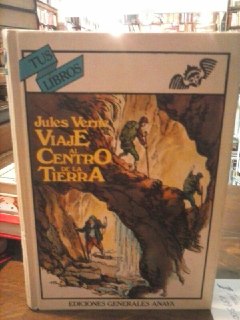 TUS
LIBROS
Jules Verne
VIAJE
AL
CENTRO
DE LA
TIERRA
EDICIONES GENERALES ANAYA